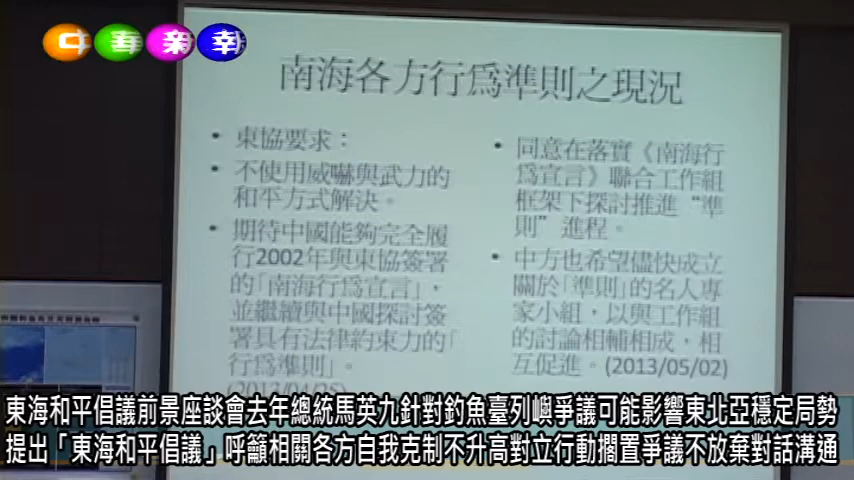 中春新幸
南海各方行為準則之現況
• 東協要求：
• 不使用威嚇與武力的
和平方式解決。
• 期待中國能夠完全履
行2002年與東協簽署
的「南海行為宣言」，
並繼續與中國探討簽
署具有法律約束力的「
行為準則」。
(2013/04/25)
• 同意在落實《南海行
為宣言》聯合工作組
框架下探討推進“準
則”進程。
• 中方也希望儘快成立
關於「準則」的名人專
家小組，以與工作組
的討論相輔相成，相
互促進。(2013/05/02)
東海和平倡議前景座談會去年總統馬英九針對釣魚臺列嶼爭議可能影響東北亞穩定局勢
提出「東海和平倡議」呼籲相關各方自我克制不升高對立行動擱置爭議不放棄對話溝通